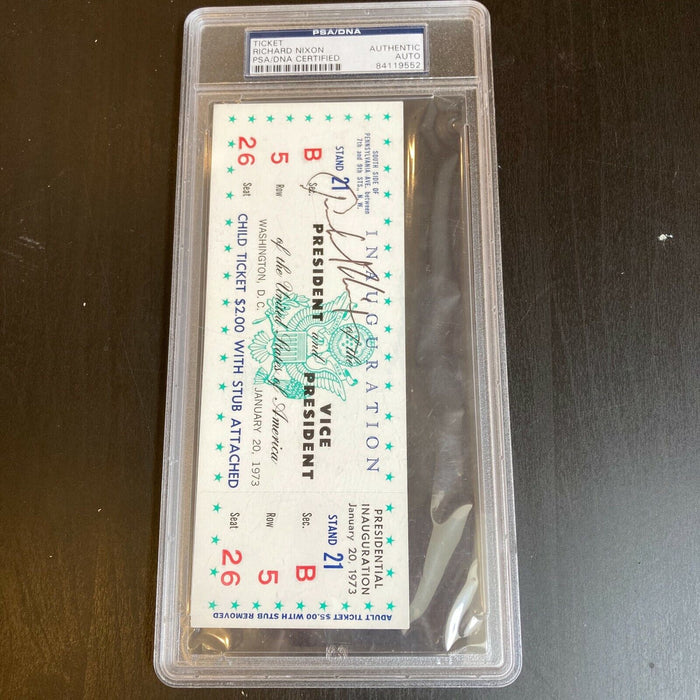 PSA/DNA
TICKET
RICHARD NIXON
PSA/DNA CERTIFIED
AUTHENTIC
AUTO
84119552
SOUTH SIDE OF
PENNSYLVANIA AVE. between
7th and 9th STS., N.W.
STAND 21
B
Sec.
5
Row
26
Seat
INAUGURATION
of the
PRESIDENT and VICE PRESIDENT
of the United States of America
WASHINGTON, D.C. JANUARY 20, 1973
CHILD TICKET $2.00 WITH STUB ATTACHED
PRESIDENTIAL
INAUGURATION
January 20, 1973
STAND 21
Sec. B
Row 5
Seat 26
ADULT TICKET $5.00 WITH STUB REMOVED